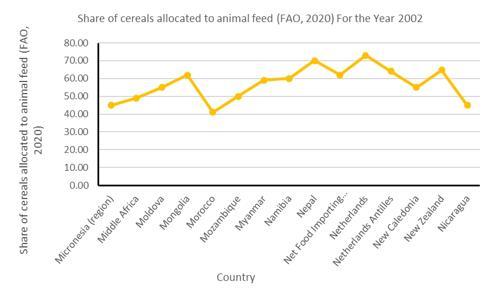 Share of cereals allocated to animal feed (FAO, 2020) For the Year 2002
Share of cereals allocated to animal feed (FAO,
2020)
80.00
70.00
60.00
50.00
40.00
30.00
20.00
10.00
0.00
Micronesia (region)
Middle Africa
Moldova
Mongolia
Morocco
Mozambique
Myanmar
Namibia
Nepal
Net Food Importing...
Netherlands
Netherlands Antilles
New Caledonia
New Zealand
Nicaragua
Country